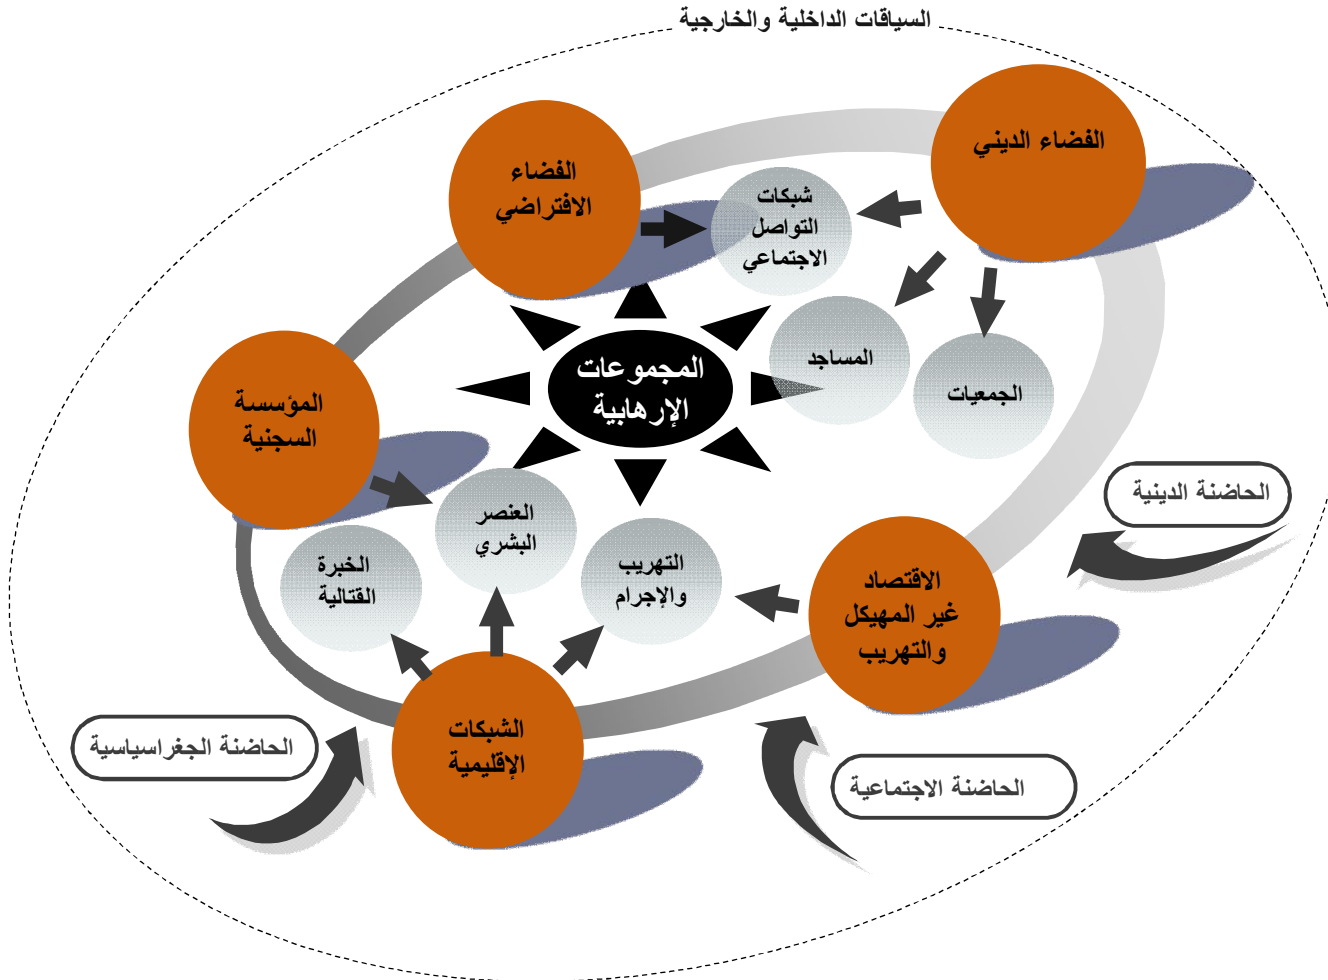 السياقات الداخلية والخارجية
الفضاء الديني
الفضاء
الافتراضي
شبكات
التواصل
الاجتماعي
المساجد
الجمعيات
المجموعات
الإرهابية
المؤسسة
السجنية
العنصر
البشري
الخبرة
القتالية
التهريب
والإجرام
الاقتصاد
غير المهيكل
والتهريب
الشبكات
الإقليمية
الحاضنة الدينية
الحاضنة الاجتماعية
الحاضنة الجغراسياسية